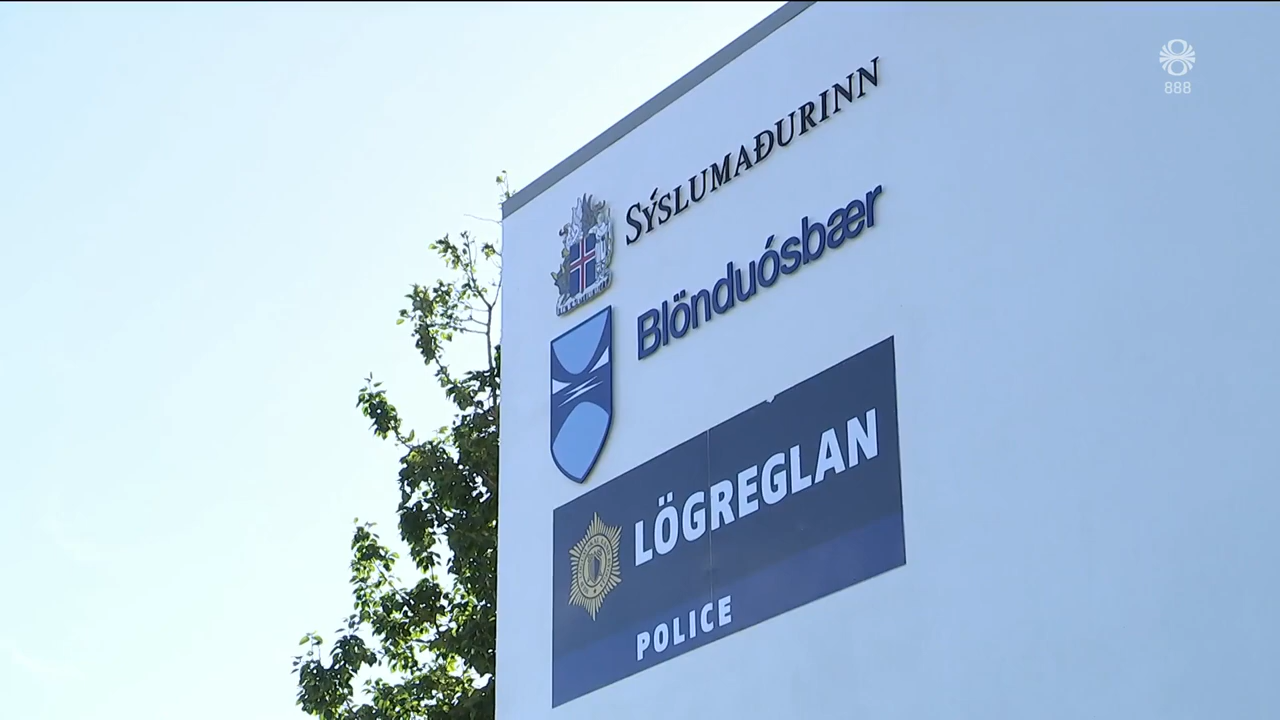 888
SÝSLUMAÐURINN
Blönduósbær
LÖGREGLAN
POLICE